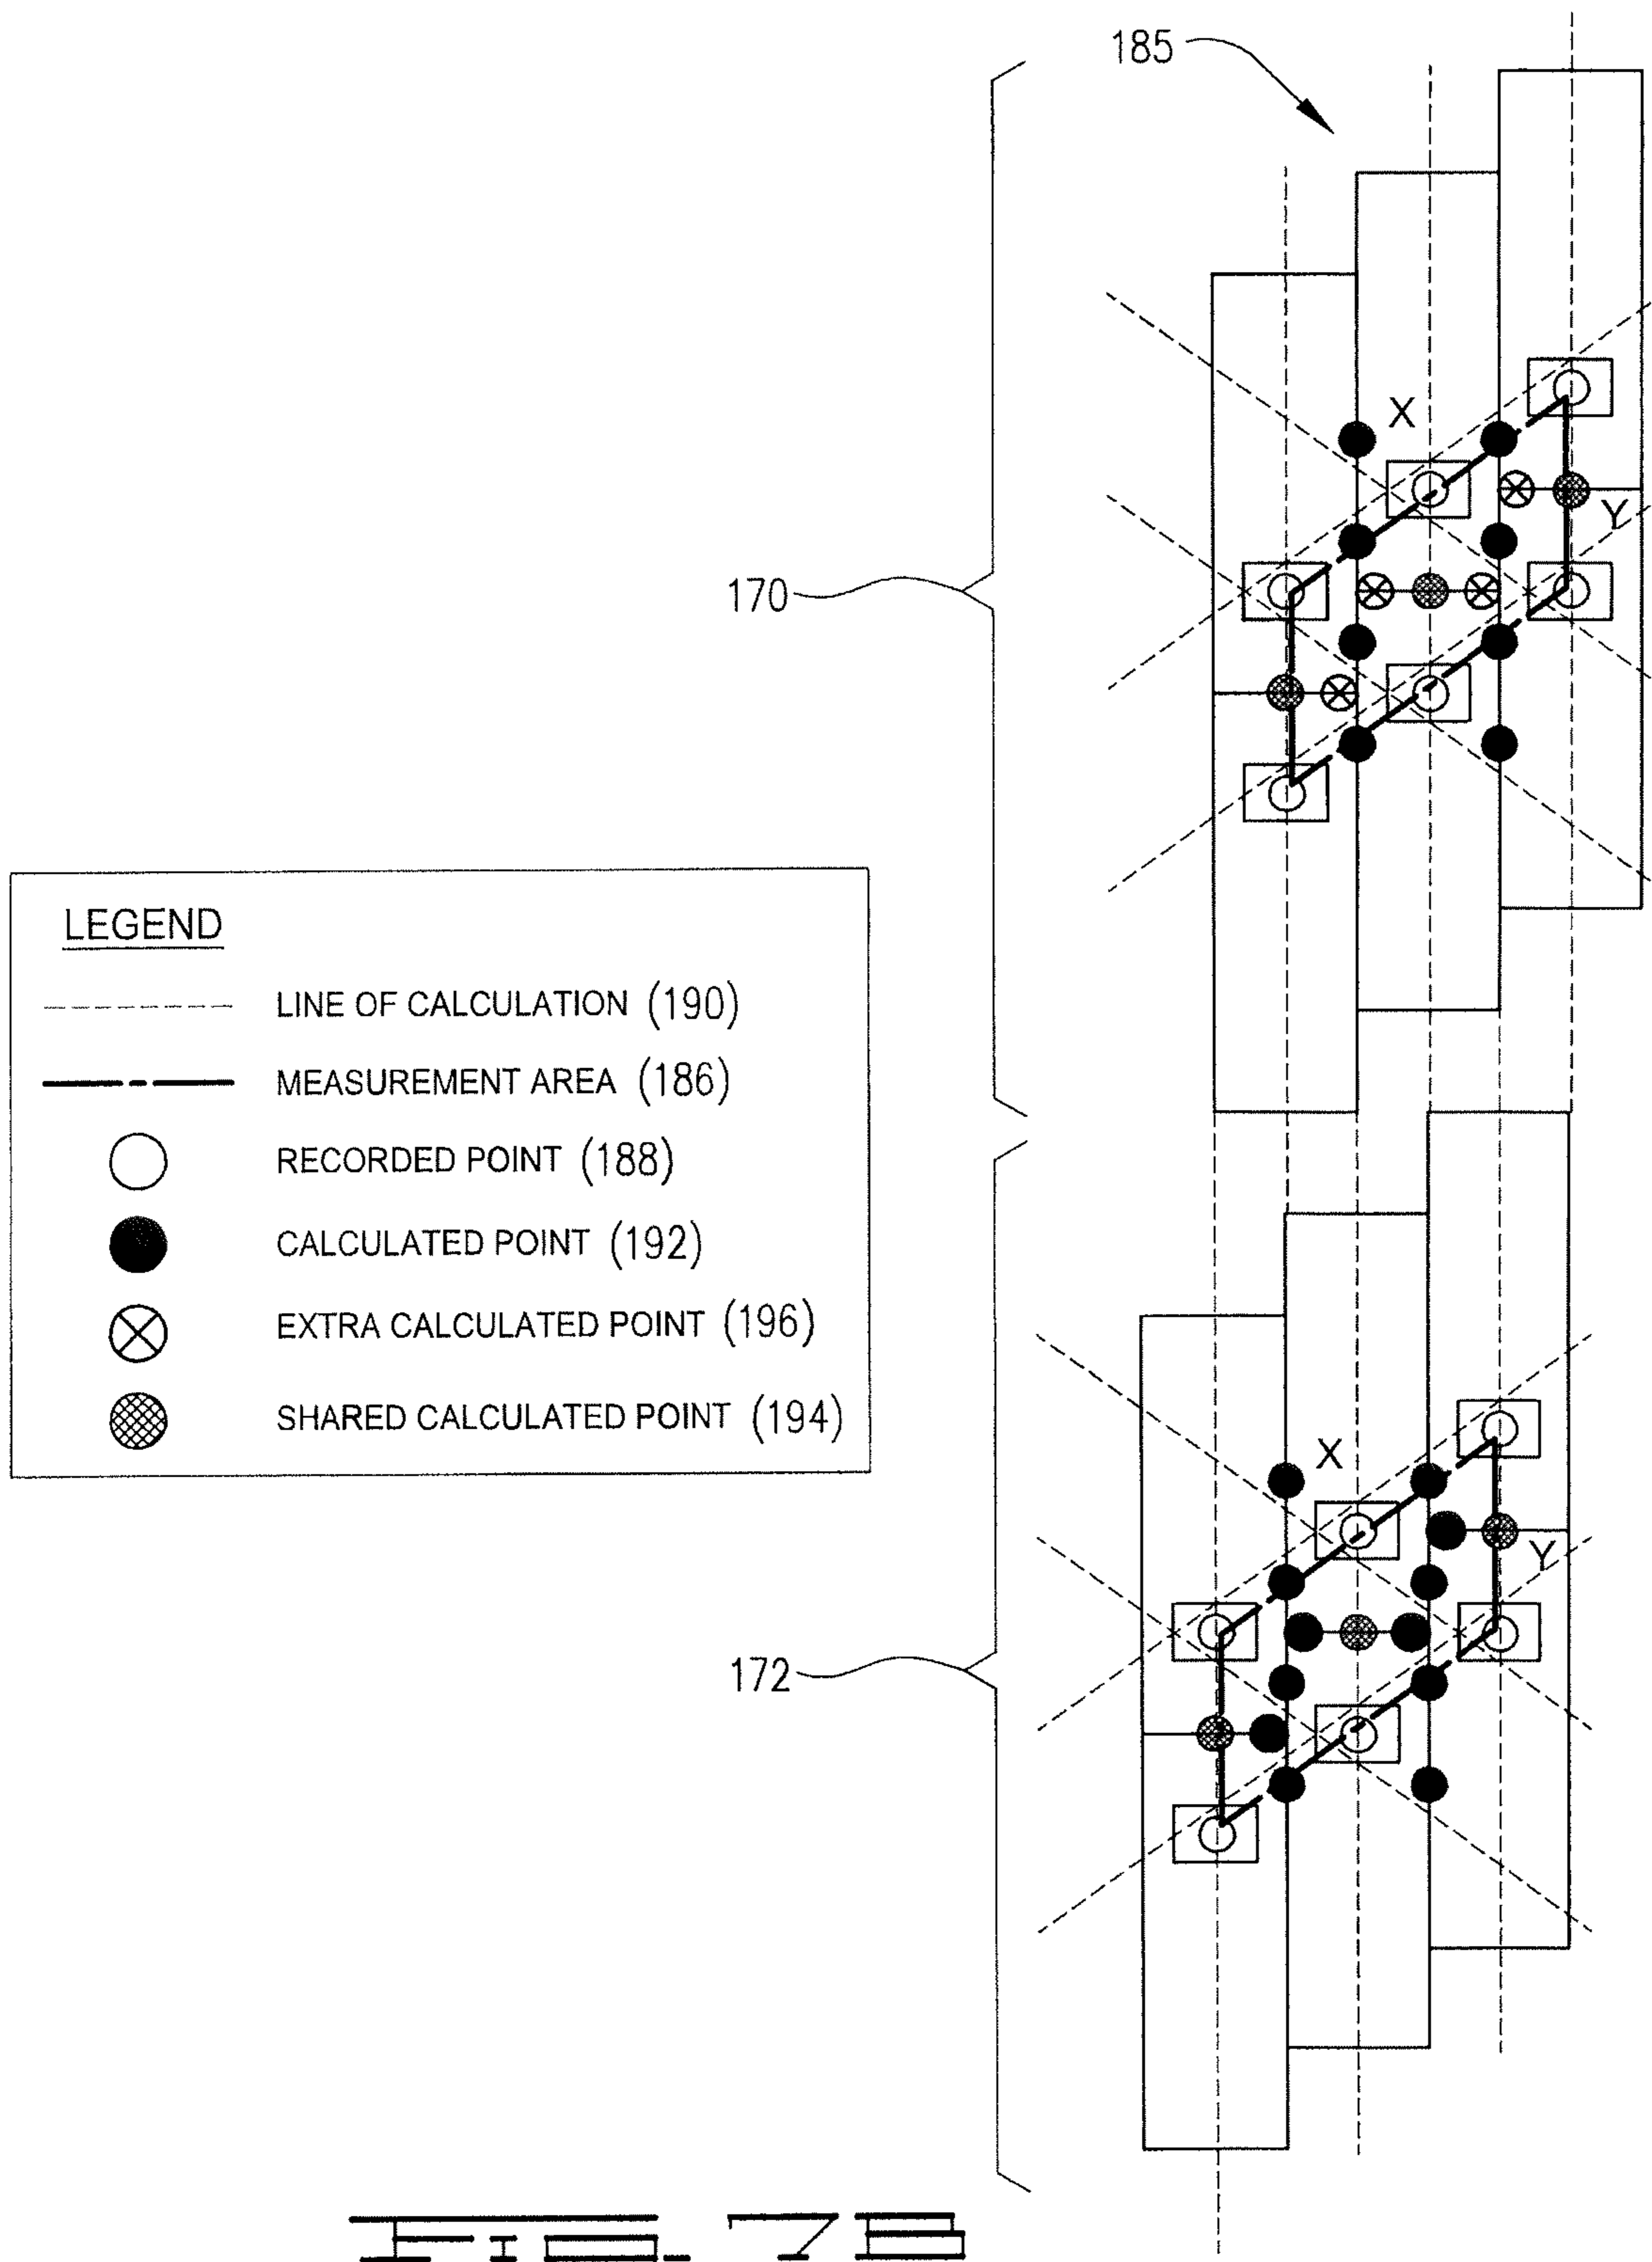 185
X
Y
170
LEGEND
LINE OF CALCULATION (190)
MEASUREMENT AREA (186)
RECORDED POINT (188)
CALCULATED POINT (192)
EXTRA CALCULATED POINT (196)
SHARED CALCULATED POINT (194)
X
Y
172
FIG. 7B